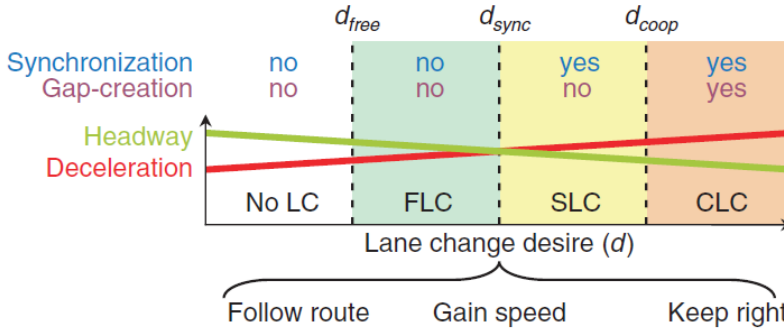 d_free d_sync d_coop
Synchronization no no yes yes
Gap-creation no no no yes
Headway
Deceleration
No LC FLC SLC CLC
Lane change desire (d)
Follow route Gain speed Keep right